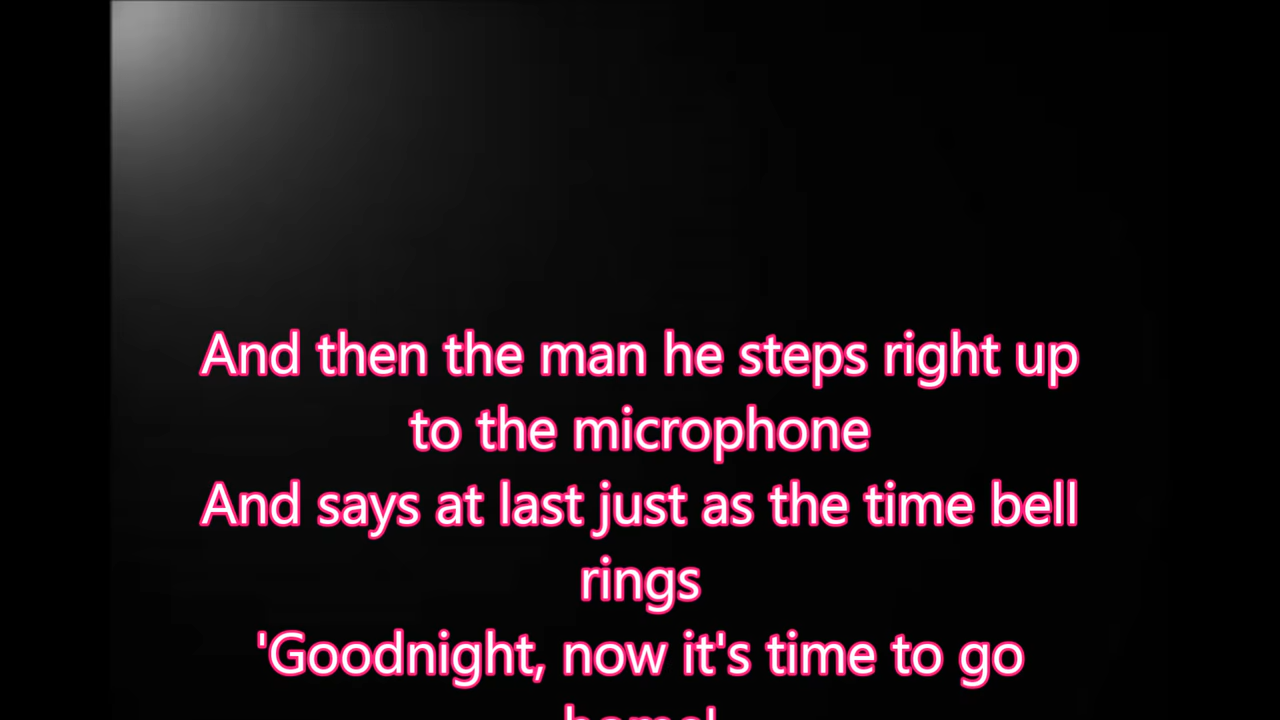 And then the man he steps right up
to the microphone
And says at last just as the time bell
rings
'Goodnight, now it's time to go
home'